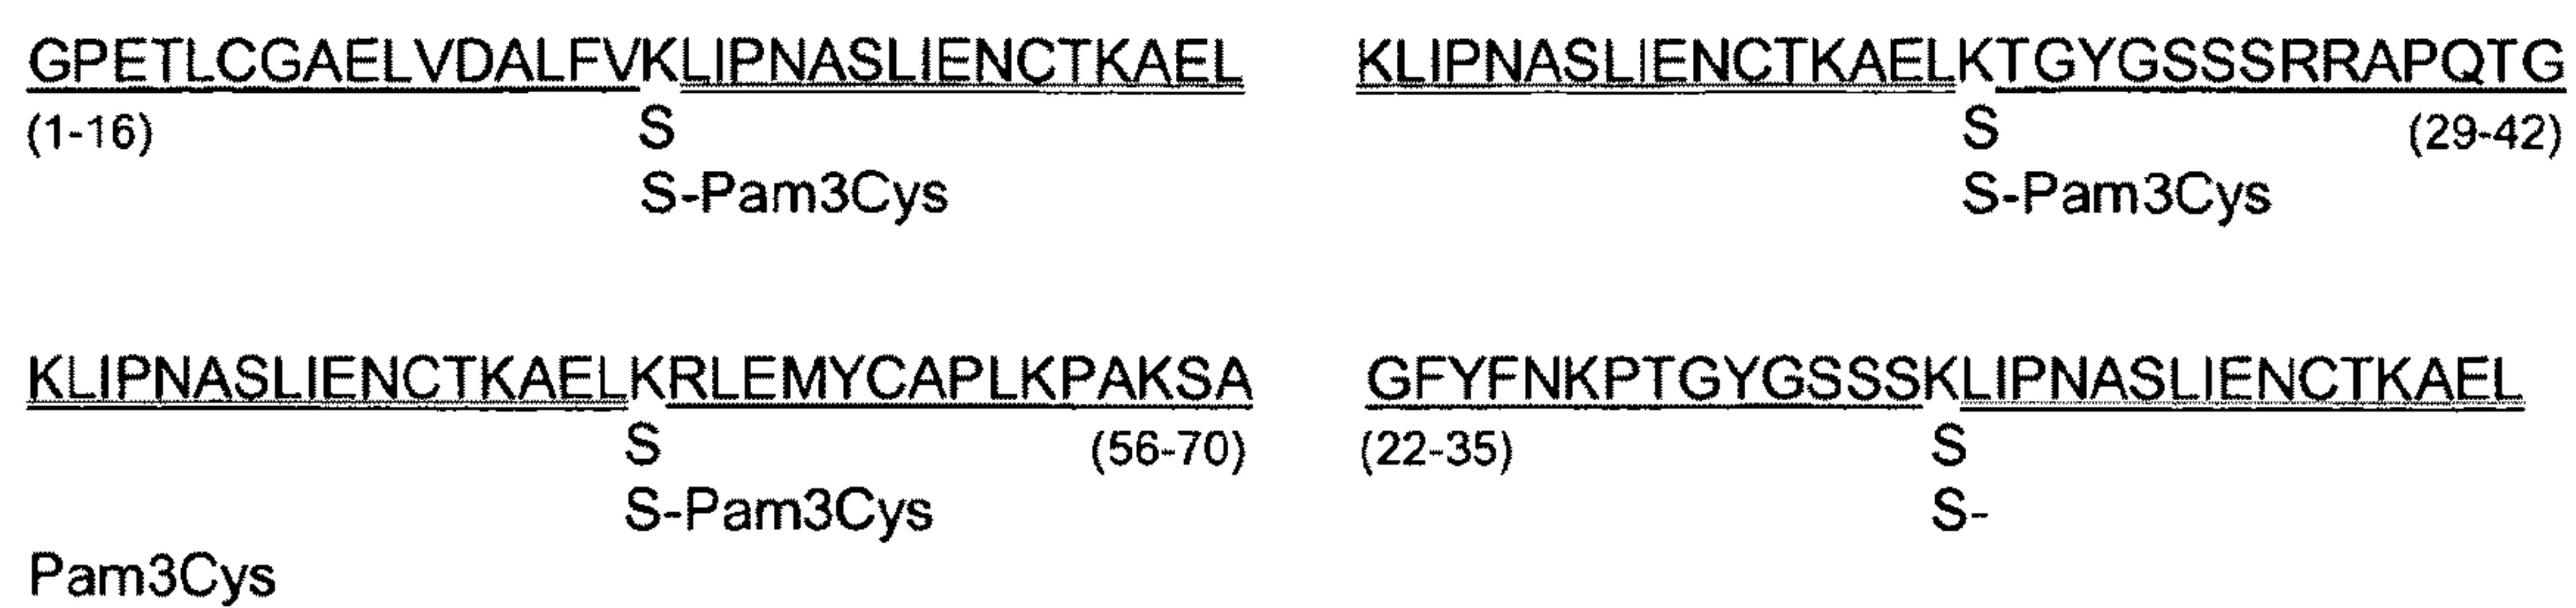 GPETLCGAELVDALFVKLIPNASLIENCTKAEL KLIPNASLIENCTKAELKTGYGSSSRRAPQTG
(1-16) S S (29-42)
S-Pam3Cys S-Pam3Cys
KLIPNASLIENCTKAELKRLEMYCAPLKPAKSA GFYFNKPTGYGSSSKLIPNASLIENCTKAEL
S (56-70) (22-35) S
S-Pam3Cys S-
Pam3Cys